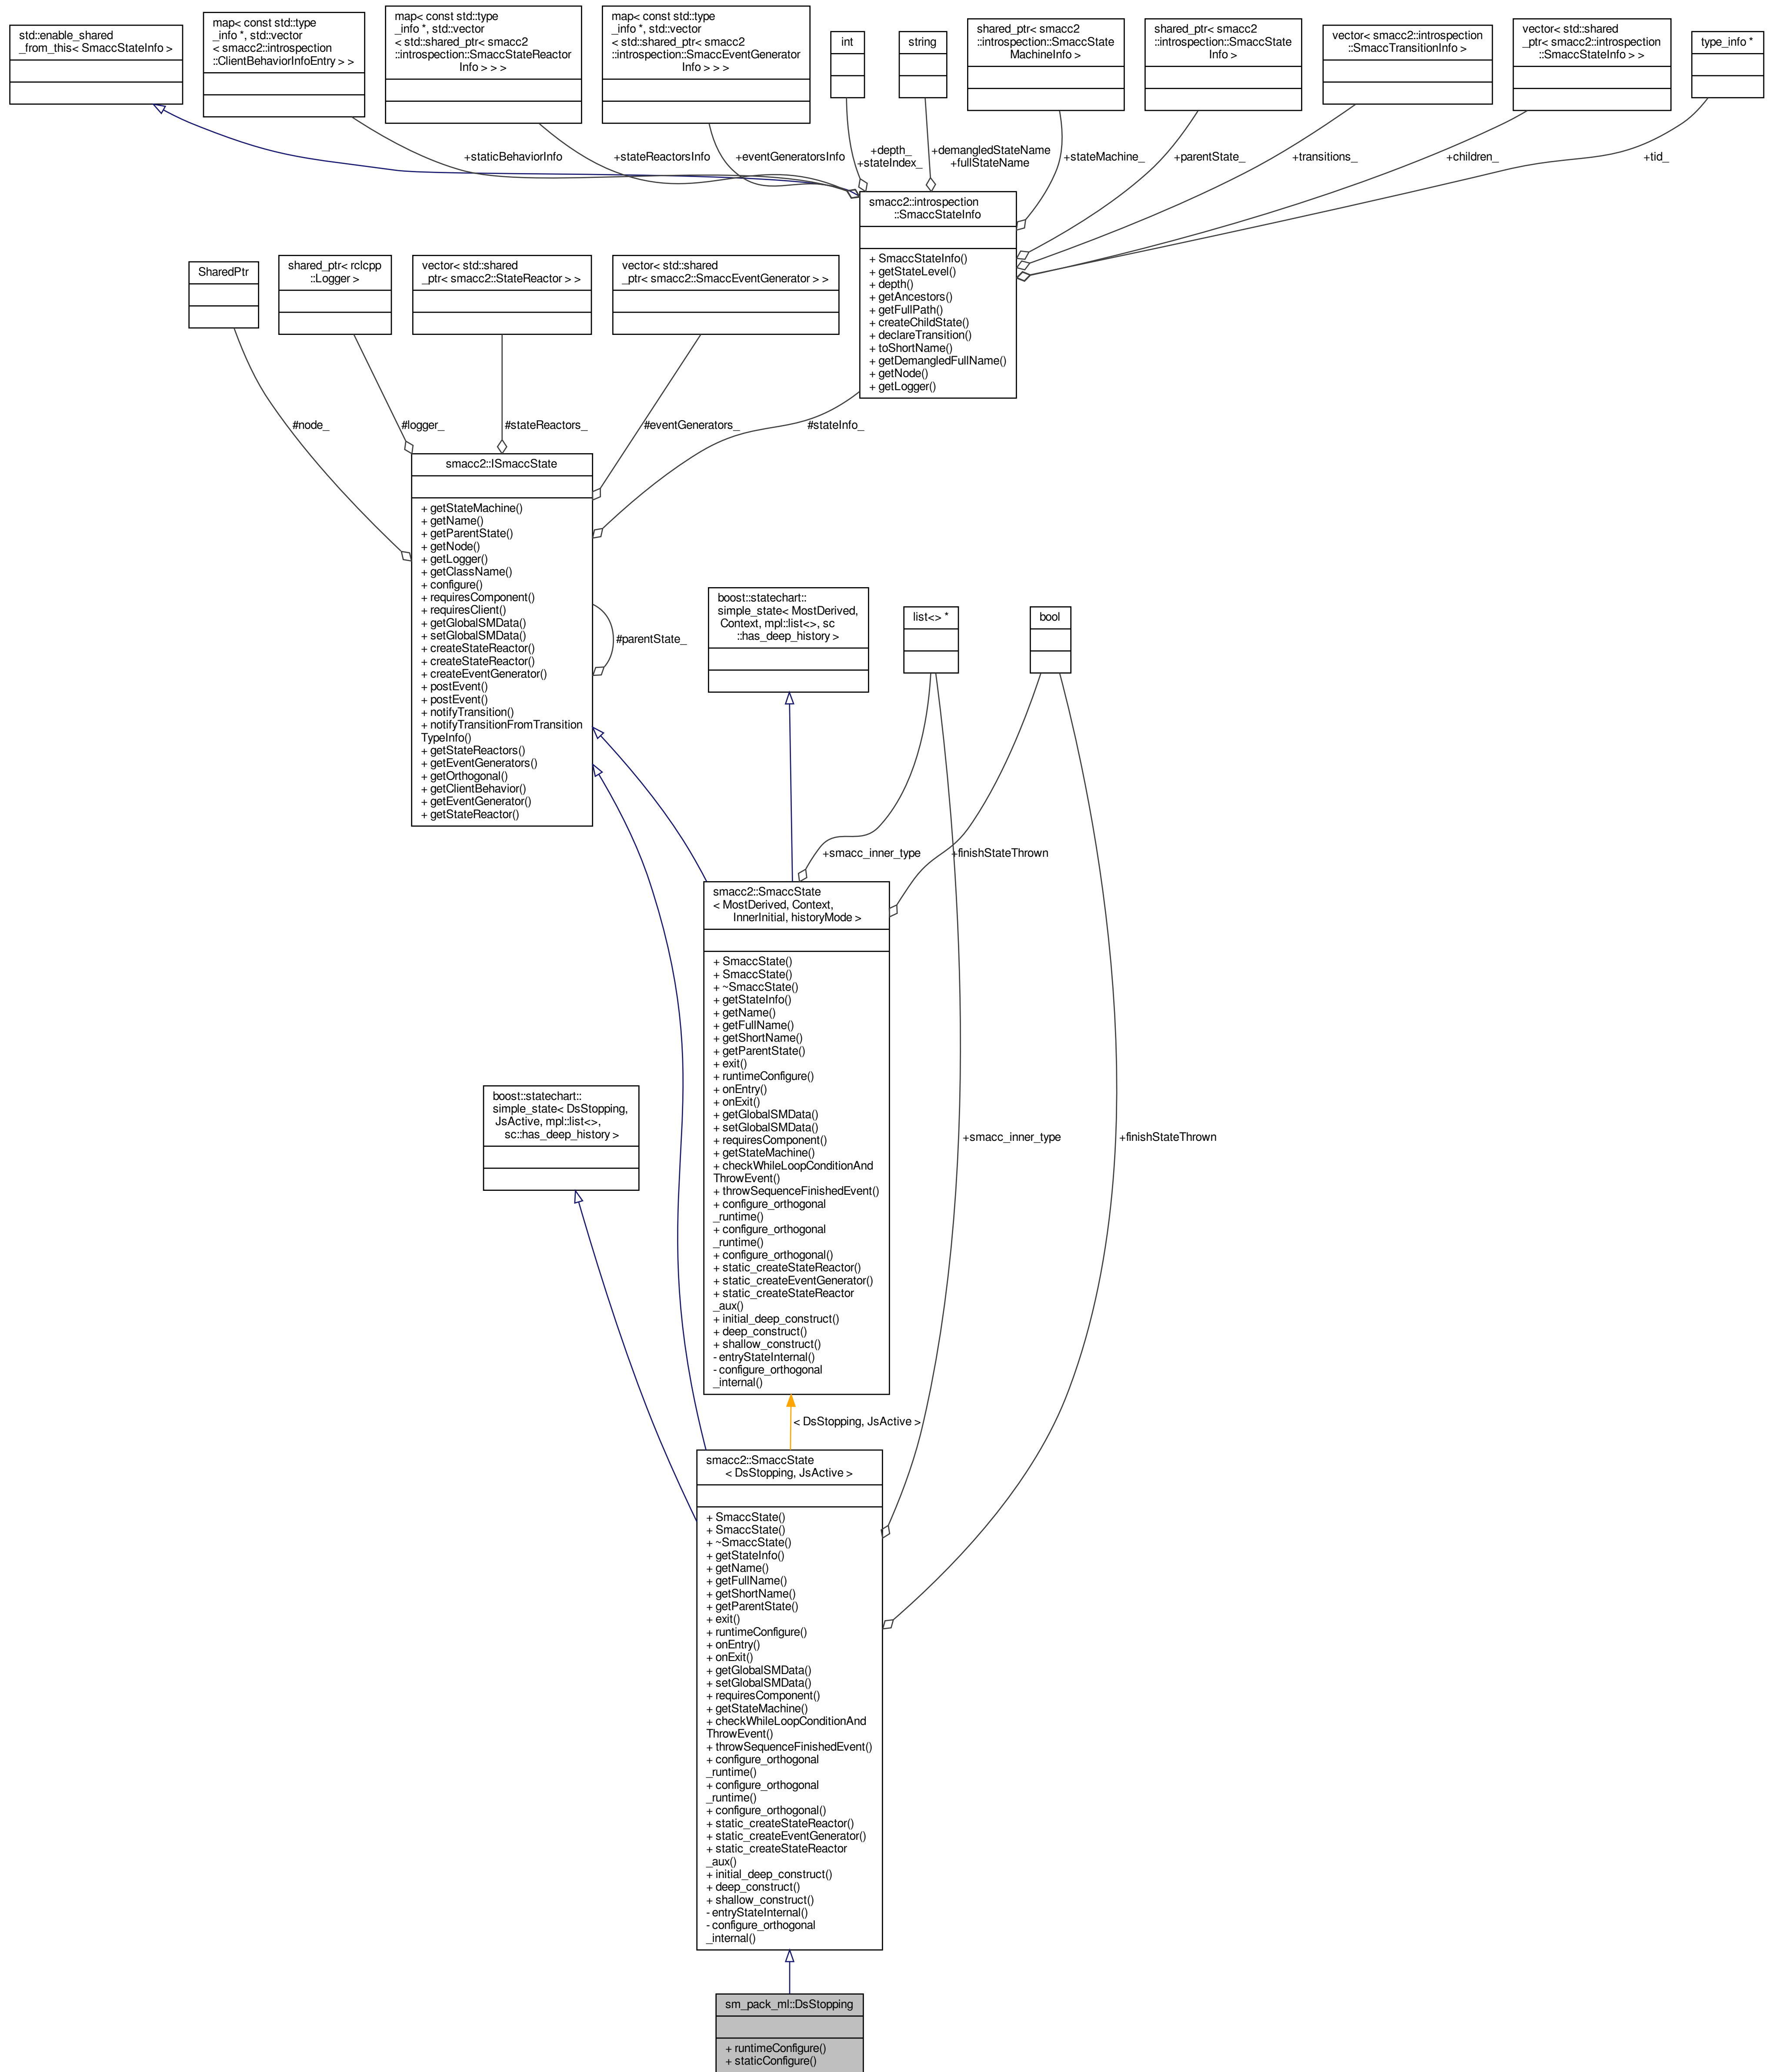 std::enable_shared
_from_this< SmaccStateInfo >
map< const std::type
_info *, std::vector
< smacc2::introspection
::ClientBehaviorInfoEntry > >
map< const std::type
_info *, std::vector
< std::shared_ptr< smacc2
::introspection::SmaccStateReactor
Info > > >
map< const std::type
_info *, std::vector
< std::shared_ptr< smacc2
::introspection::SmaccEventGenerator
Info > > >
int
string
shared_ptr< smacc2
::introspection::SmaccState
MachineInfo >
shared_ptr< smacc2
::introspection::SmaccState
Info >
vector< smacc2::introspection
::SmaccTransitionInfo >
vector< std::shared
_ptr< smacc2::introspection
::SmaccStateInfo > >
type_info *
+staticBehaviorInfo
+stateReactorsInfo
+eventGeneratorsInfo
+depth_
+stateIndex_
+demangledStateName
+fullStateName
+stateMachine_
+parentState_
+transitions_
+children_
+tid_
smacc2::introspection
::SmaccStateInfo
+ SmaccStateInfo()
+ getStateLevel()
+ depth()
+ getAncestors()
+ getFullPath()
+ createChildState()
+ declareTransition()
+ toShortName()
+ getDemangledFullName()
+ getNode()
+ getLogger()
SharedPtr
shared_ptr< rclcpp
::Logger >
vector< std::shared
_ptr< smacc2::StateReactor > >
vector< std::shared
_ptr< smacc2::SmaccEventGenerator > >
#node_
#logger_
#stateReactors_
#eventGenerators_
#stateInfo_
smacc2::ISmaccState
+ getStateMachine()
+ getName()
+ getParentState()
+ getNode()
+ getLogger()
+ getClassName()
+ configure()
+ requiresComponent()
+ requiresClient()
+ getGlobalSMData()
+ setGlobalSMData()
+ createStateReactor()
+ createStateReactor()
+ createEventGenerator()
+ postEvent()
+ postEvent()
+ notifyTransition()
+ notifyTransitionFromTransition
TypeInfo()
+ getStateReactors()
+ getEventGenerators()
+ getOrthogonal()
+ getClientBehavior()
+ getEventGenerator()
+ getStateReactor()
#parentState_
boost::statechart::
simple_state< MostDerived,
Context, mpl::list<>, sc
::has_deep_history >
list<> *
bool
+smacc_inner_type
+finishStateThrown
smacc2::SmaccState
< MostDerived, Context,
InnerInitial, historyMode >
+ SmaccState()
+ SmaccState()
+ ~SmaccState()
+ getStateInfo()
+ getName()
+ getFullName()
+ getShortName()
+ getParentState()
+ exit()
+ runtimeConfigure()
+ onEntry()
+ onExit()
+ getGlobalSMData()
+ setGlobalSMData()
+ requiresComponent()
+ getStateMachine()
+ checkWhileLoopConditionAnd
ThrowEvent()
+ throwSequenceFinishedEvent()
+ configure_orthogonal
_runtime()
+ configure_orthogonal
_runtime()
+ configure_orthogonal()
+ static_createStateReactor()
+ static_createEventGenerator()
+ static_createStateReactor
_aux()
+ initial_deep_construct()
+ deep_construct()
+ shallow_construct()
- entryStateInternal()
- configure_orthogonal
_internal()
boost::statechart::
simple_state< DsStopping,
JsActive, mpl::list<>,
sc::has_deep_history >
+smacc_inner_type
+finishStateThrown
< DsStopping, JsActive >
smacc2::SmaccState
< DsStopping, JsActive >
+ SmaccState()
+ SmaccState()
+ ~SmaccState()
+ getStateInfo()
+ getName()
+ getFullName()
+ getShortName()
+ getParentState()
+ exit()
+ runtimeConfigure()
+ onEntry()
+ onExit()
+ getGlobalSMData()
+ setGlobalSMData()
+ requiresComponent()
+ getStateMachine()
+ checkWhileLoopConditionAnd
ThrowEvent()
+ throwSequenceFinishedEvent()
+ configure_orthogonal
_runtime()
+ configure_orthogonal
_runtime()
+ configure_orthogonal()
+ static_createStateReactor()
+ static_createEventGenerator()
+ static_createStateReactor
_aux()
+ initial_deep_construct()
+ deep_construct()
+ shallow_construct()
- entryStateInternal()
- configure_orthogonal
_internal()
sm_pack_ml::DsStopping
+ runtimeConfigure()
+ staticConfigure()